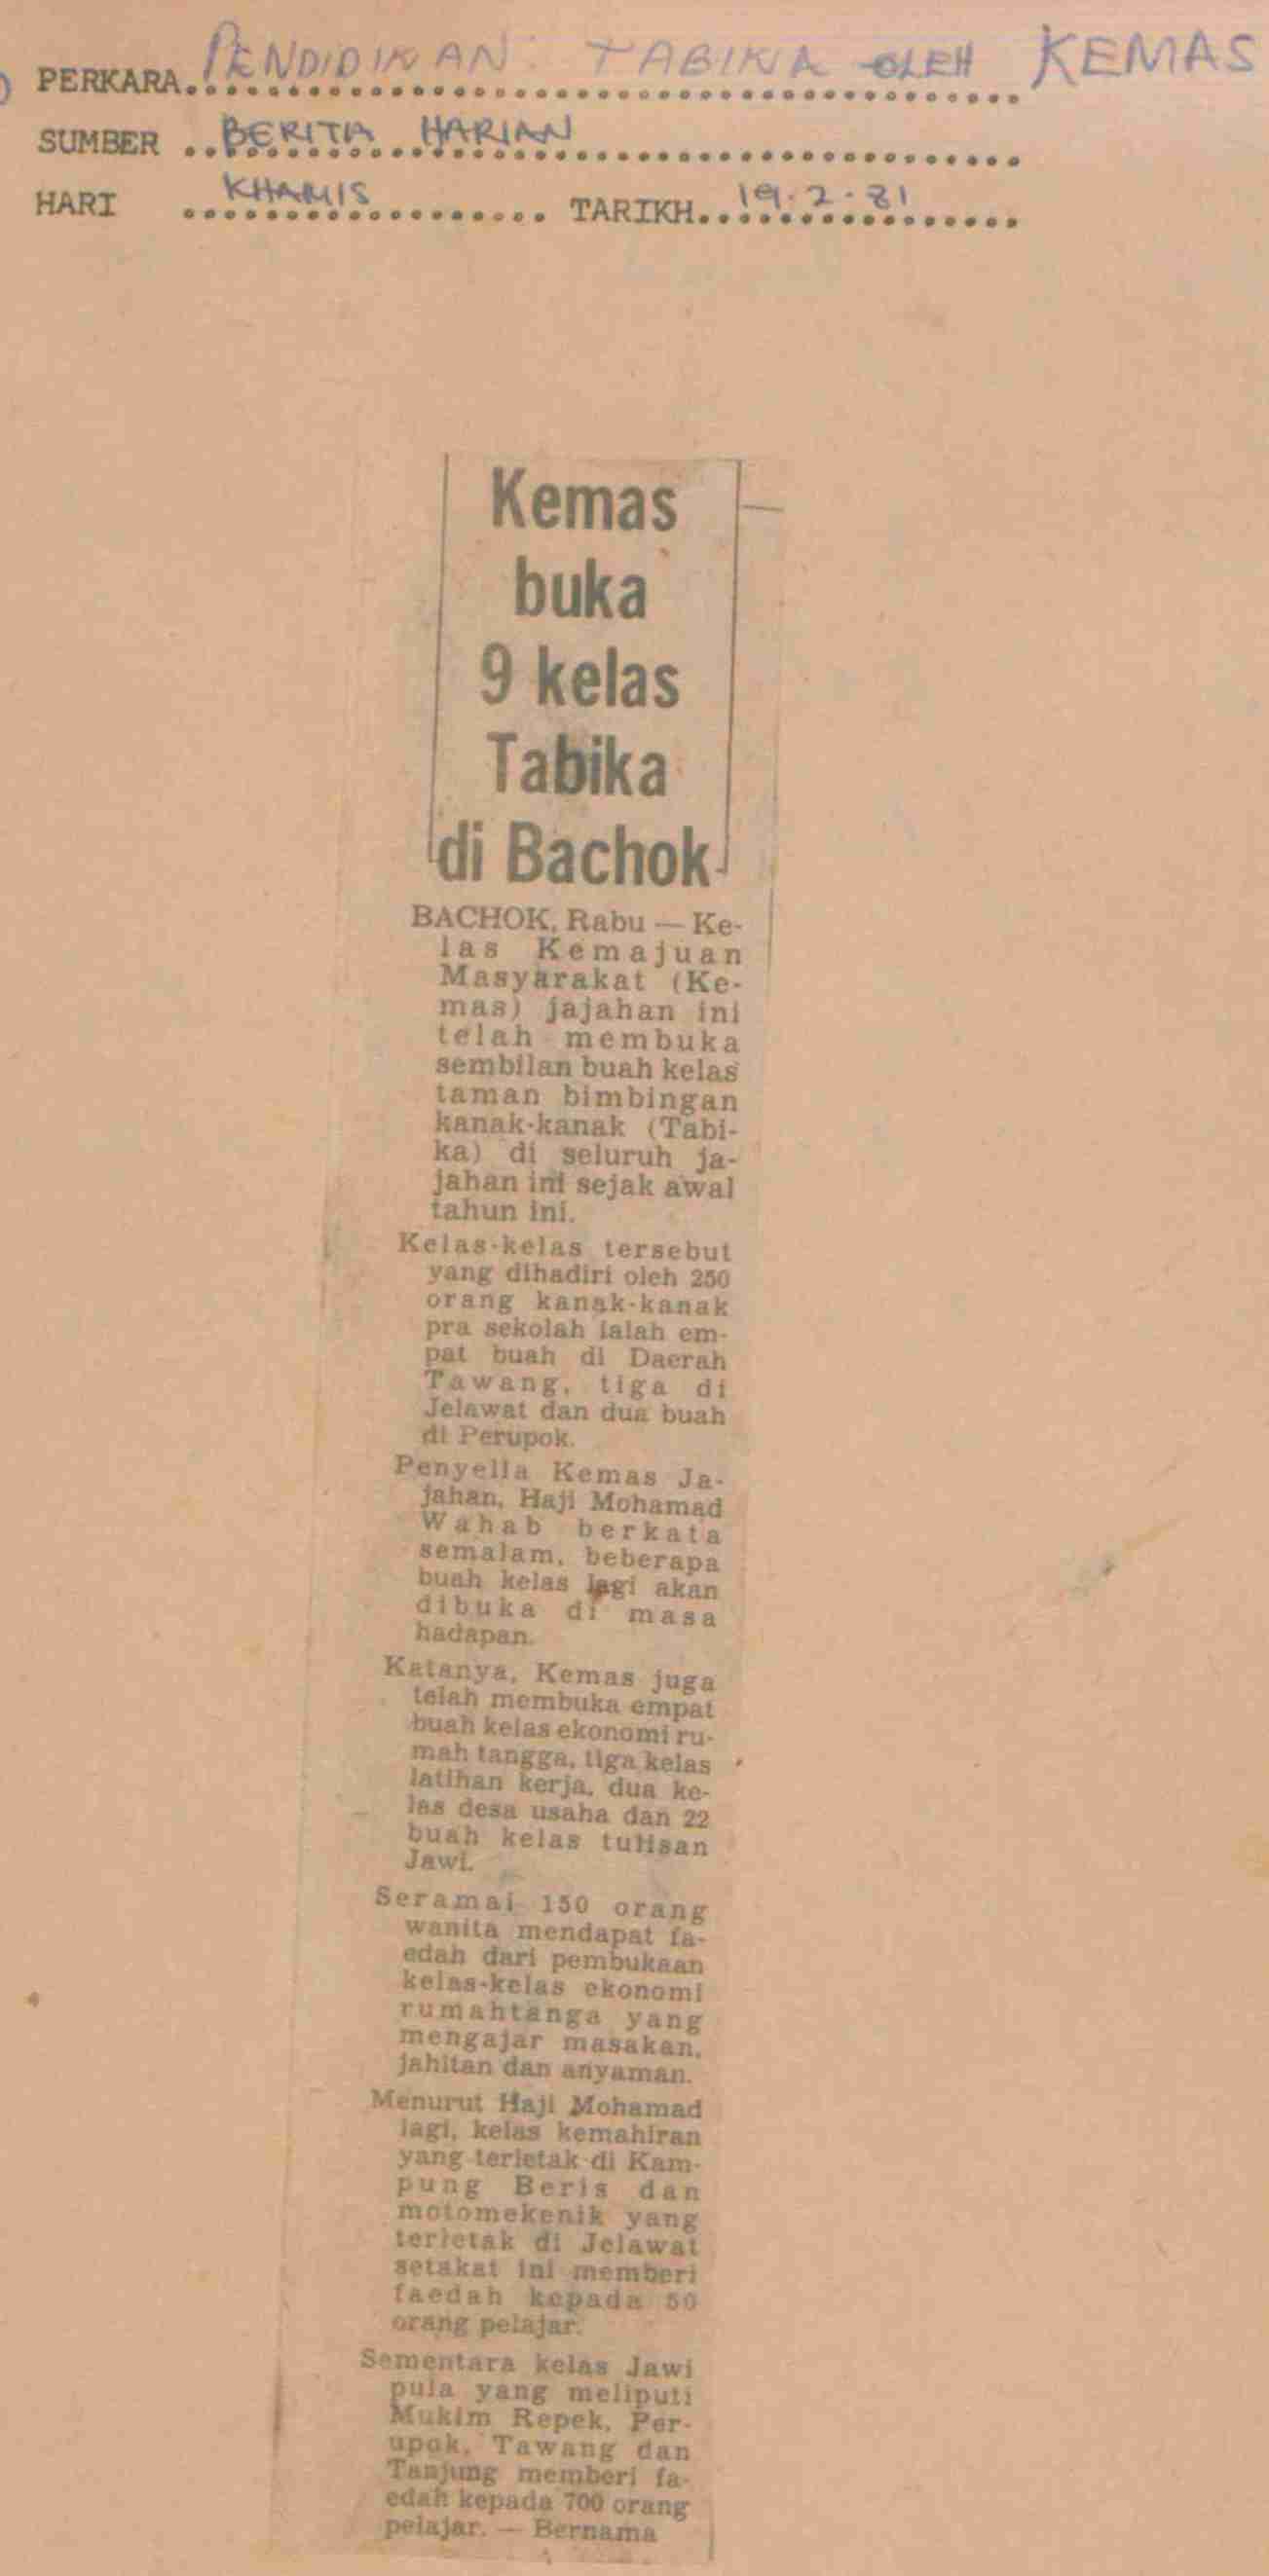 PERKARA. PENDIDIKAN TABIKA OLEH KEMAS
SUMBER BERITA HARIAN
HARI KHAMIS TARIKH. 19.2.81
Kemas
buka
9 kelas
Tabika
di Bachok
BACHOK, Rabu — Ke-
las Kemajuan
Masyarakat (Ke-
mas) jajahan ini
telah membuka
sembilan buah kelas
taman bimbingan
kanak-kanak (Tabi-
ka) di seluruh ja-
jahan ini sejak awal
tahun ini.
Kelas-kelas tersebut
yang dihadiri oleh 250
orang kanak-kanak
pra sekolah ialah em-
pat buah di Daerah
Tawang, tiga di
Jelawat dan dua buah
di Perupok.
Penyelia Kemas Ja-
jahan, Haji Mohamad
Wahab berkata
semalam, beberapa
buah kelas lagi akan
dibuka di masa
hadapan.
Katanya, Kemas juga
telah membuka empat
buah kelas ekonomi ru-
mah tangga, tiga kelas
latihan kerja, dua ke-
las desa usaha dan 22
buah kelas tulisan
Jawi.
Seramai 150 orang
wanita mendapat fa-
edah dari pembukaan
kelas-kelas ekonomi
rumahtanga yang
mengajar masakan,
jahitan dan anyaman.
Menurut Haji Mohamad
lagi, kelas kemahiran
yang terletak di Kam-
pung Beris dan
motomekenik yang
terletak di Jelawat
setakat ini memberi
faedah kepada 50
orang pelajar.
Sementara kelas Jawi
pula yang meliputi
Mukim Repek, Per-
upok, Tawang dan
Tanjung memberi fa-
edah kepada 700 orang
pelajar. — Bernama